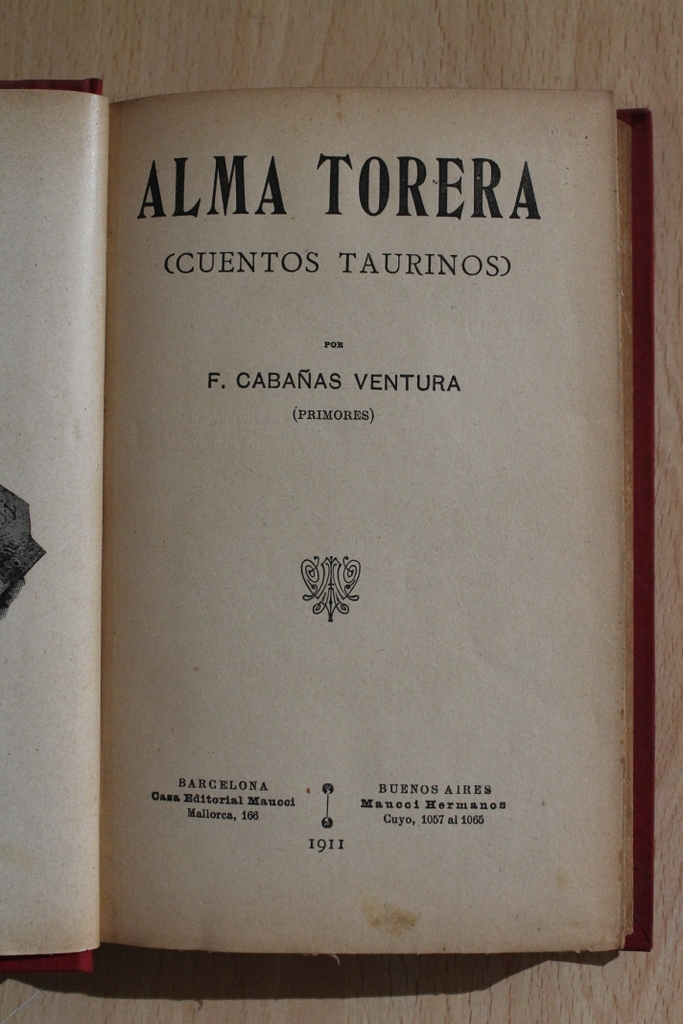 ALMA TORERA
(CUENTOS TAURINOS)
POR
F. CABAÑAS VENTURA
(PRIMORES)
BARCELONA
Casa Editorial Maucci
Mallorca, 166
BUENOS AIRES
Maucci Hermanos
Cuyo, 1057 al 1065
1911